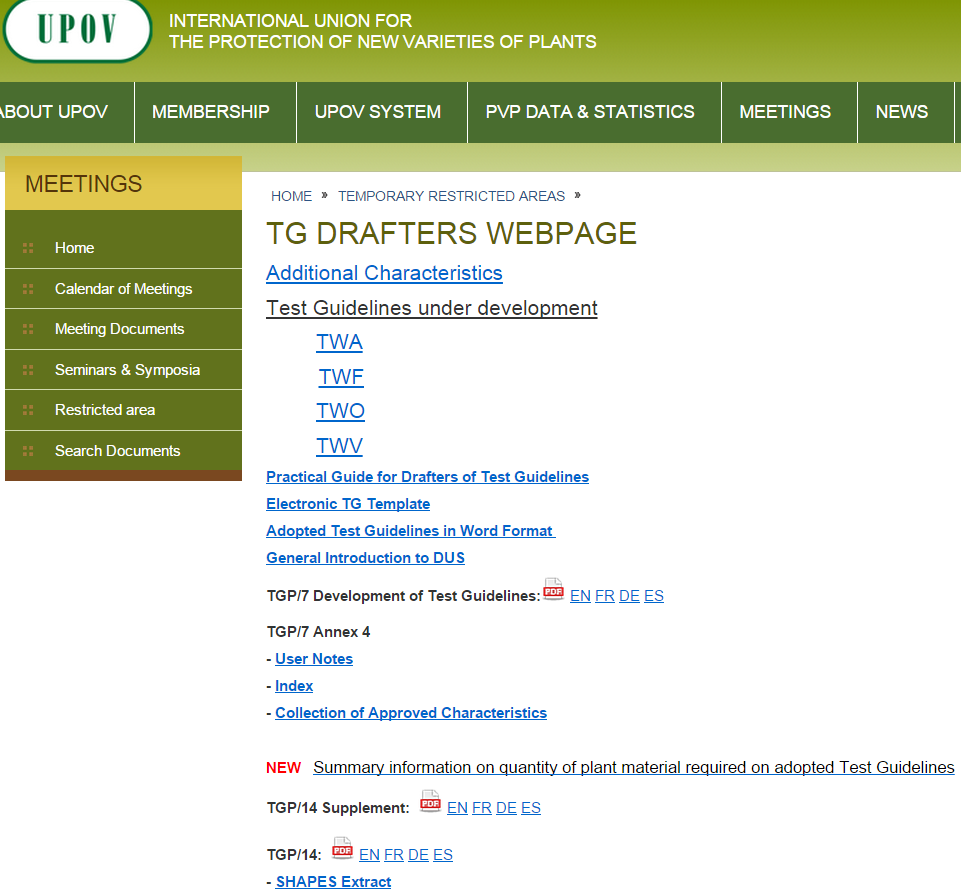 UPOV
INTERNATIONAL UNION FOR
THE PROTECTION OF NEW VARIETIES OF PLANTS
ABOUT UPOV
MEMBERSHIP
UPOV SYSTEM
PVP DATA & STATISTICS
MEETINGS
NEWS
MEETINGS
Home
Calendar of Meetings
Meeting Documents
Seminars & Symposia
Restricted area
Search Documents
HOME » TEMPORARY RESTRICTED AREAS »
TG DRAFTERS WEBPAGE
Additional Characteristics
Test Guidelines under development
TWA
TWF
TWO
TWV
Practical Guide for Drafters of Test Guidelines
Electronic TG Template
Adopted Test Guidelines in Word Format
General Introduction to DUS
TGP/7 Development of Test Guidelines: PDF EN FR DE ES
TGP/7 Annex 4
- User Notes
- Index
- Collection of Approved Characteristics
NEW Summary information on quantity of plant material required on adopted Test Guidelines
TGP/14 Supplement: PDF EN FR DE ES
TGP/14: PDF EN FR DE ES
- SHAPES Extract